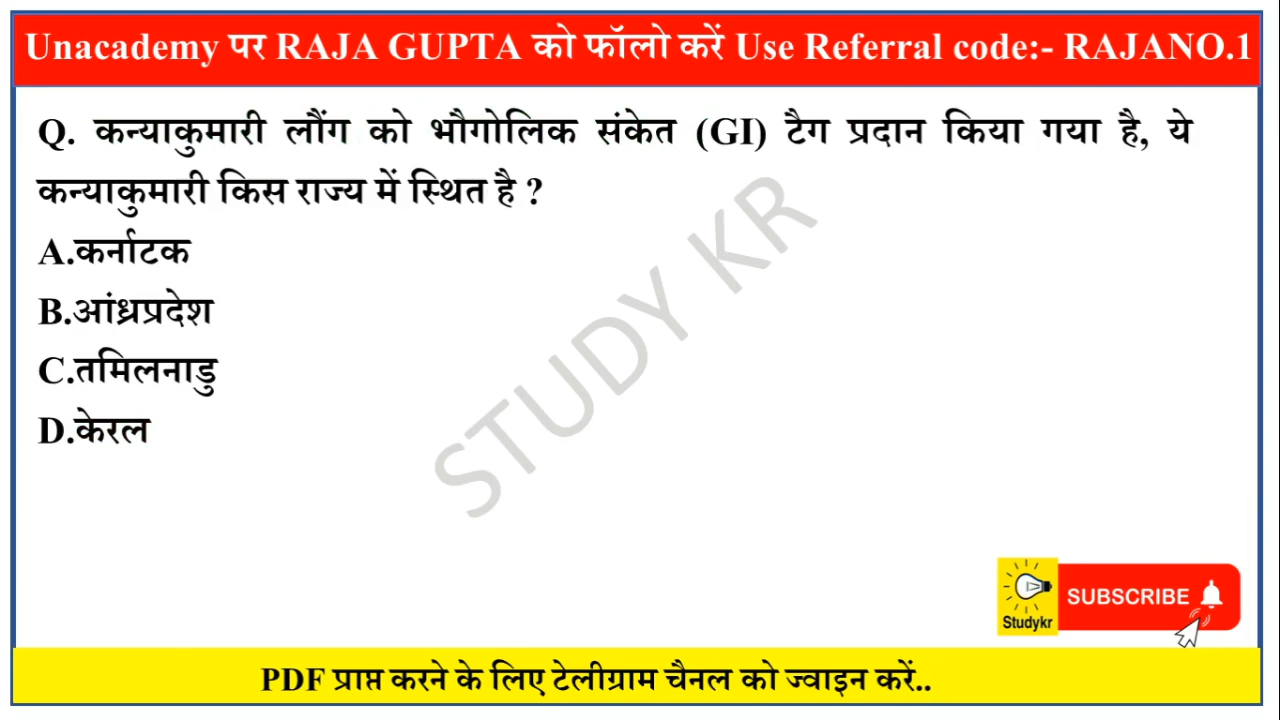 Unacademy पर RAJA GUPTA को फॉलो करें Use Referral code:- RAJANO.1
Q. कन्याकुमारी लौंग को भौगोलिक संकेत (GI) टैग प्रदान किया गया है, ये
कन्याकुमारी किस राज्य में स्थित है ?
A.कर्नाटक
B.आंध्रप्रदेश
C.तमिलनाडु
D.केरल
STUDY KR
SUBSCRIBE
Studykr
PDF प्राप्त करने के लिए टेलीग्राम चैनल को ज्वाइन करें..